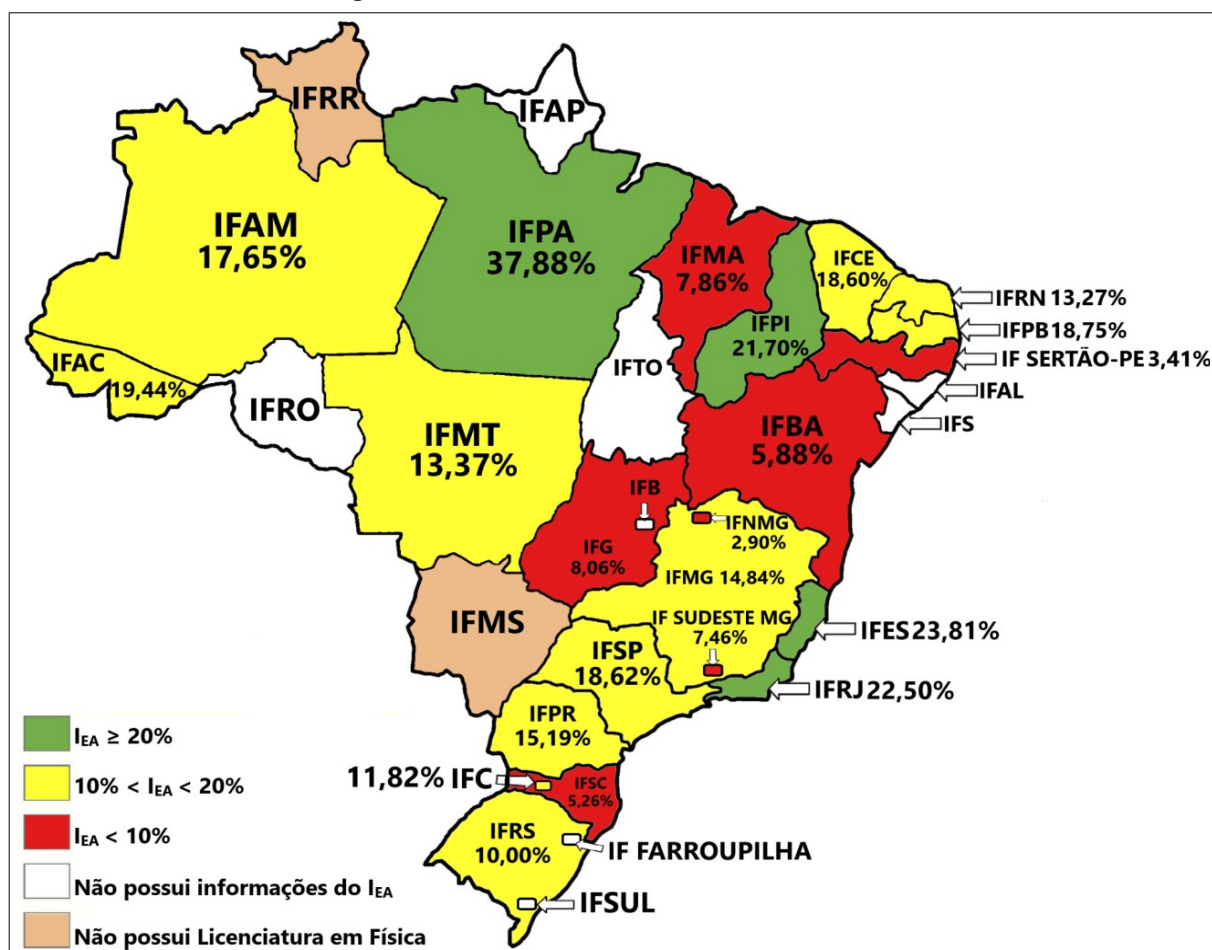 IFRR
IFAP
IFAM
17,65%
IFPA
37,88%
IFMA
7,86%
IFCE
18,60%
IFRN 13,27%
IFPB 18,75%
IF SERTÃO-PE 3,41%
IFPI
21,70%
IFAC
19,44%
IFTO
IFAL
IFS
IFRO
IFMT
13,37%
IFBA
5,88%
IFB
IFNMG
2,90%
IFG
8,06%
IFMG 14,84%
IFMS
IF SUDESTE MG
7,46%
IFES 23,81%
IFSP
18,62%
IFRJ 22,50%
IFPR
15,19%
11,82% IFC
IFSC
5,26%
IFRS
10,00%
IF FARROUPILHA
IFSUL
IEA ≥ 20%
10% < IEA < 20%
IEA < 10%
Não possui informações do IEA
Não possui Licenciatura em Física